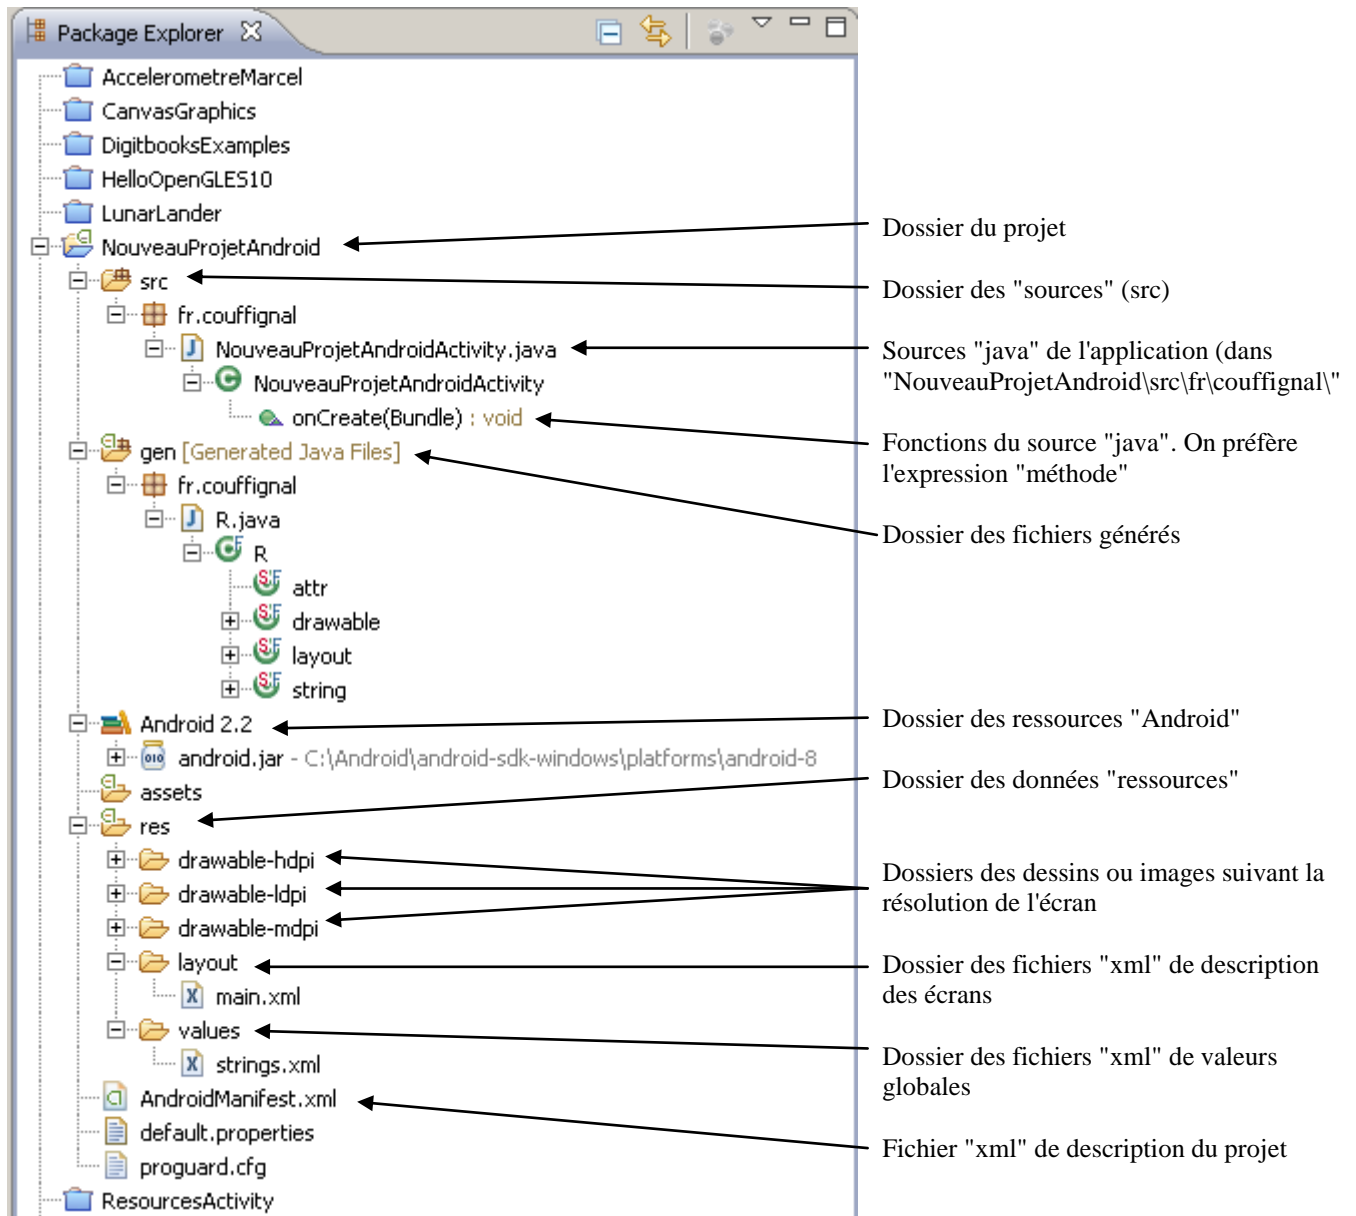 Package Explorer
AccelerometreMarcel
CanvasGraphics
DigitbooksExamples
HelloOpenGLES10
LunarLander
NouveauProjetAndroid
Dossier du projet
src
Dossier des "sources" (src)
fr.couffignal
NouveauProjetAndroidActivity.java
Sources "java" de l'application (dans
"NouveauProjetAndroid\src\fr\couffignal\"
NouveauProjetAndroidActivity
onCreate(Bundle) : void
Fonctions du source "java". On préfère
l'expression "méthode"
gen [Generated Java Files]
fr.couffignal
R.java
Dossier des fichiers générés
R
attr
drawable
layout
string
Android 2.2
Dossier des ressources "Android"
android.jar - C:\Android\android-sdk-windows\platforms\android-8
Dossier des données "ressources"
assets
res
drawable-hdpi
drawable-ldpi
drawable-mdpi
Dossiers des dessins ou images suivant la
résolution de l'écran
layout
Dossier des fichiers "xml" de description
des écrans
main.xml
values
Dossier des fichiers "xml" de valeurs
globales
strings.xml
AndroidManifest.xml
default.properties
Fichier "xml" de description du projet
proguard.cfg
ResourcesActivity